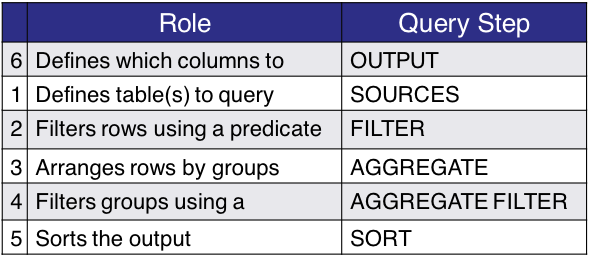 Role Query Step
6 Defines which columns to OUTPUT
1 Defines table(s) to query SOURCES
2 Filters rows using a predicate FILTER
3 Arranges rows by groups AGGREGATE
4 Filters groups using a AGGREGATE FILTER
5 Sorts the output SORT